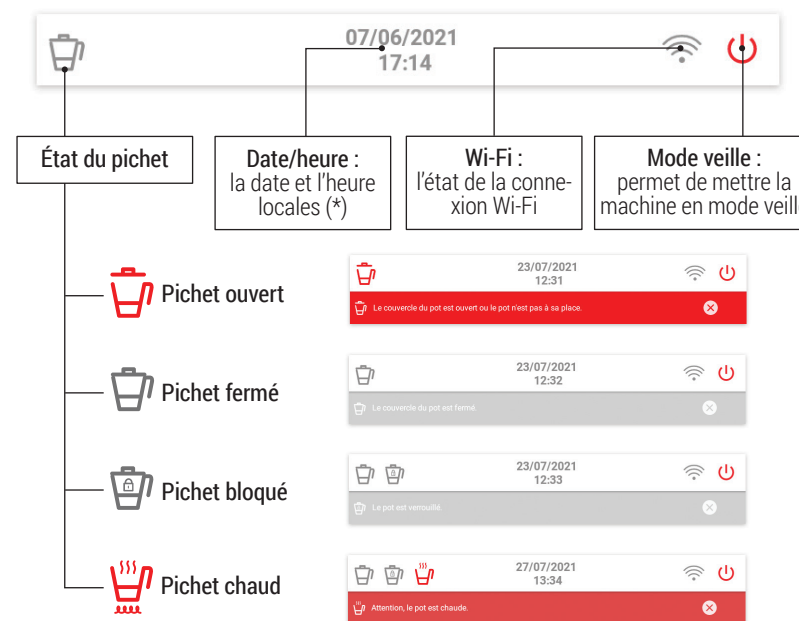 07/06/2021
17:14
État du pichet
Date/heure :
la date et l'heure
locales (*)
Wi-Fi :
l'état de la conne-
xion Wi-Fi
Mode veille :
permet de mettre la
machine en mode veill
Pichet ouvert
23/07/2021
12:31
Le couvercle du pot est ouvert ou le pot n'est pas à sa place.
Pichet fermé
23/07/2021
12:32
Le couvercle du pot est fermé.
Pichet bloqué
23/07/2021
12:33
Le pot est verrouillé.
Pichet chaud
27/07/2021
13:34
Attention, le pot est chaude.